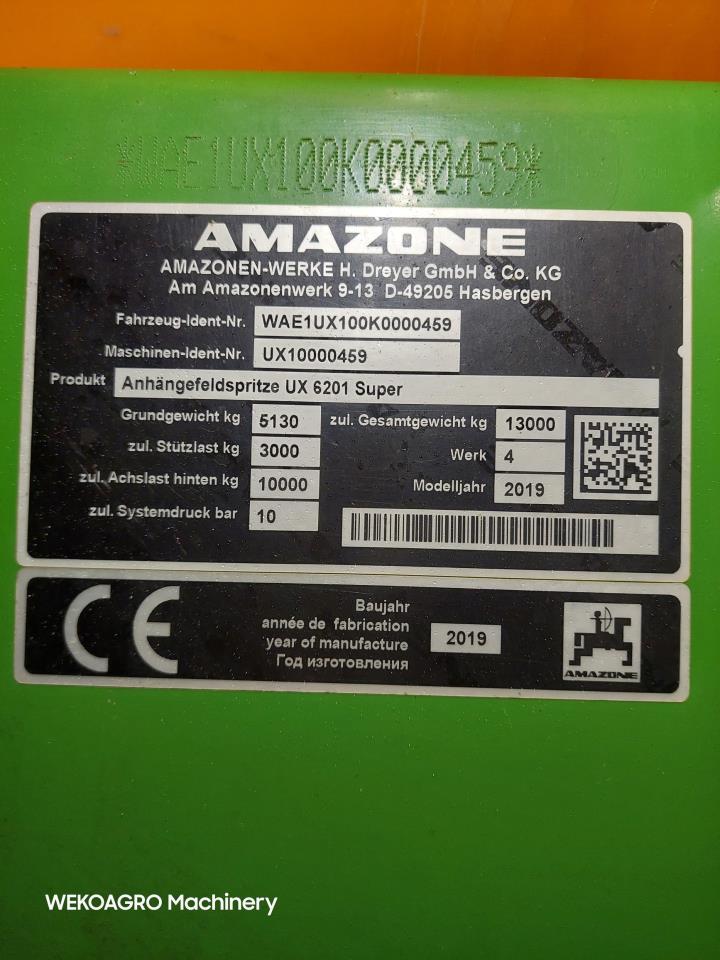 *WAE1UX100K0000459*
AMAZONE
AMAZONEN-WERKE H. Dreyer GmbH & Co. KG
Am Amazonenwerk 9-13 D-49205 Hasbergen
Fahrzeug-Ident-Nr. WAE1UX100K0000459
Maschinen-Ident-Nr. UX10000459
Produkt Anhängefeldspritze UX 6201 Super
Grundgewicht kg 5130 zul. Gesamtgewicht kg 13000
zul. Stützlast kg 3000 Werk 4
zul. Achslast hinten kg 10000 Modelljahr 2019
zul. Systemdruck bar 10
Baujahr
année de fabrication
year of manufacture 2019
Год изготовления
AMAZONE
WEKOAGRO Machinery